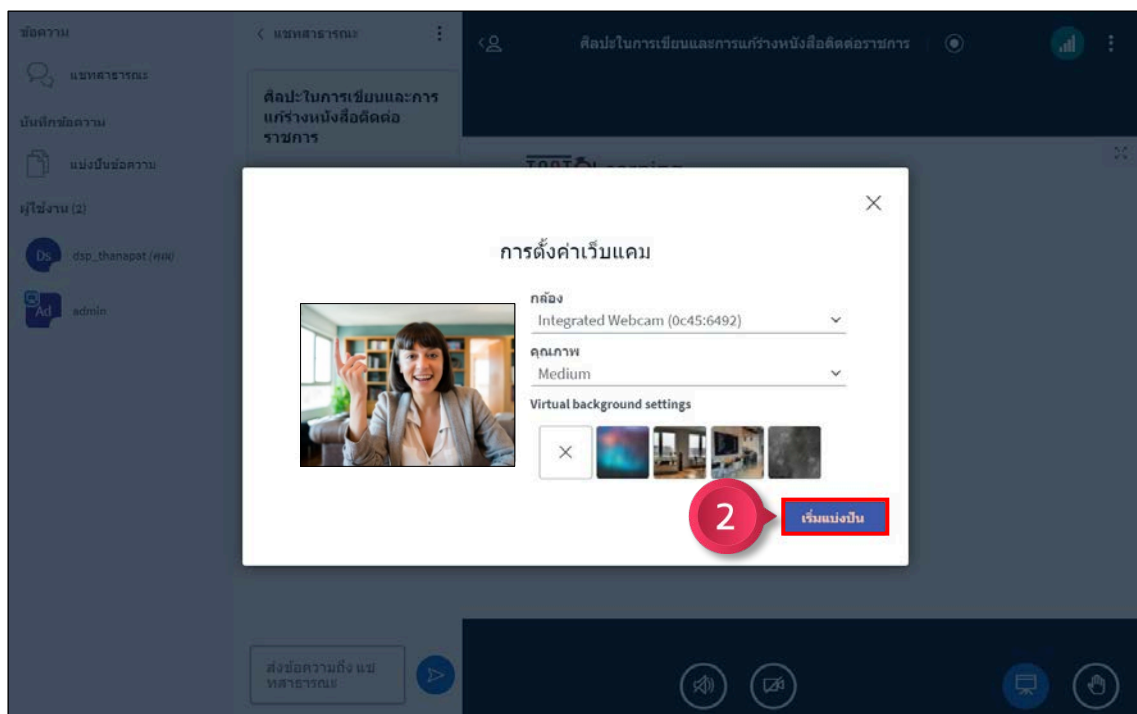 ข้อความ
แชทสาธารณะ
บันทึกข้อความ
แบ่งปันข้อความ
ผู้ใช้งาน (2)
Ds
dsp_thanapat (คุณ)
Ad
admin
แชทสาธารณะ
ศิลปะในการเขียนและการ
แก้ร่างหนังสือติดต่อ
ราชการ
ศิลปะในการเขียนและการแก้ร่างหนังสือติดต่อราชการ
การตั้งค่าเว็บแคม
กล้อง
Integrated Webcam (0c45:6492)
คุณภาพ
Medium
Virtual background settings
2
เริ่มแบ่งปัน
ส่งข้อความถึง แช
ทสาธารณะ